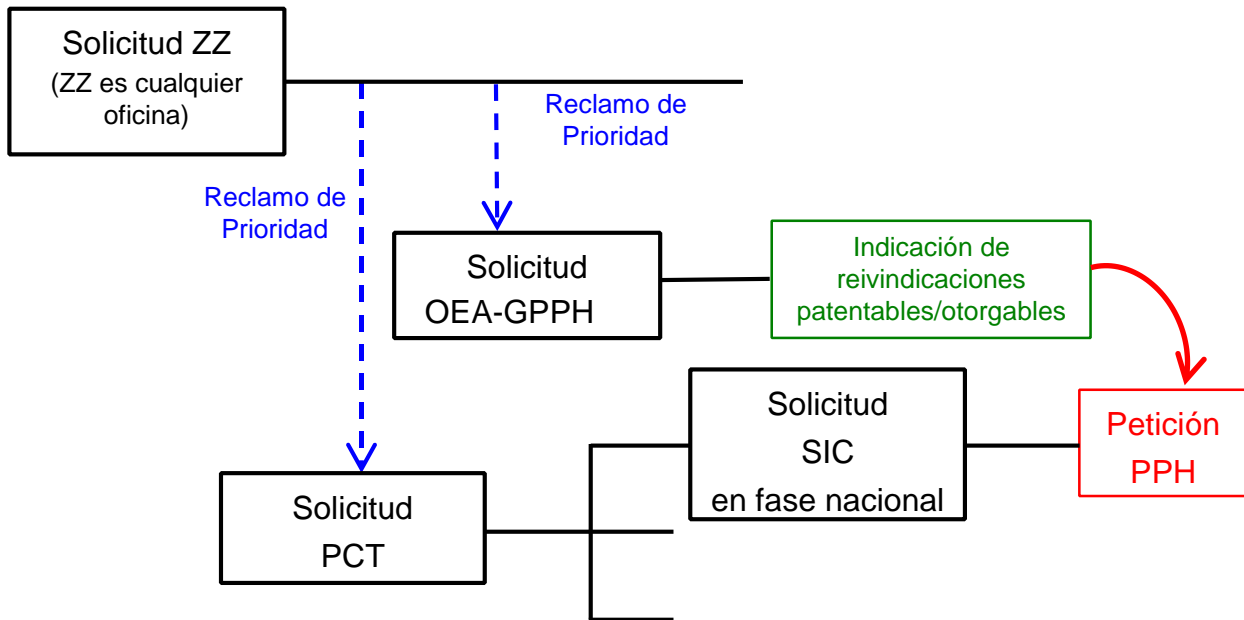 Solicitud ZZ
(ZZ es cualquier
oficina)
Reclamo de
Prioridad
Reclamo de
Prioridad
Solicitud
OEA-GPPH
Indicación de
reivindicaciones
patentables/otorgables
Solicitud
SIC
en fase nacional
Petición
PPH
Solicitud
PCT